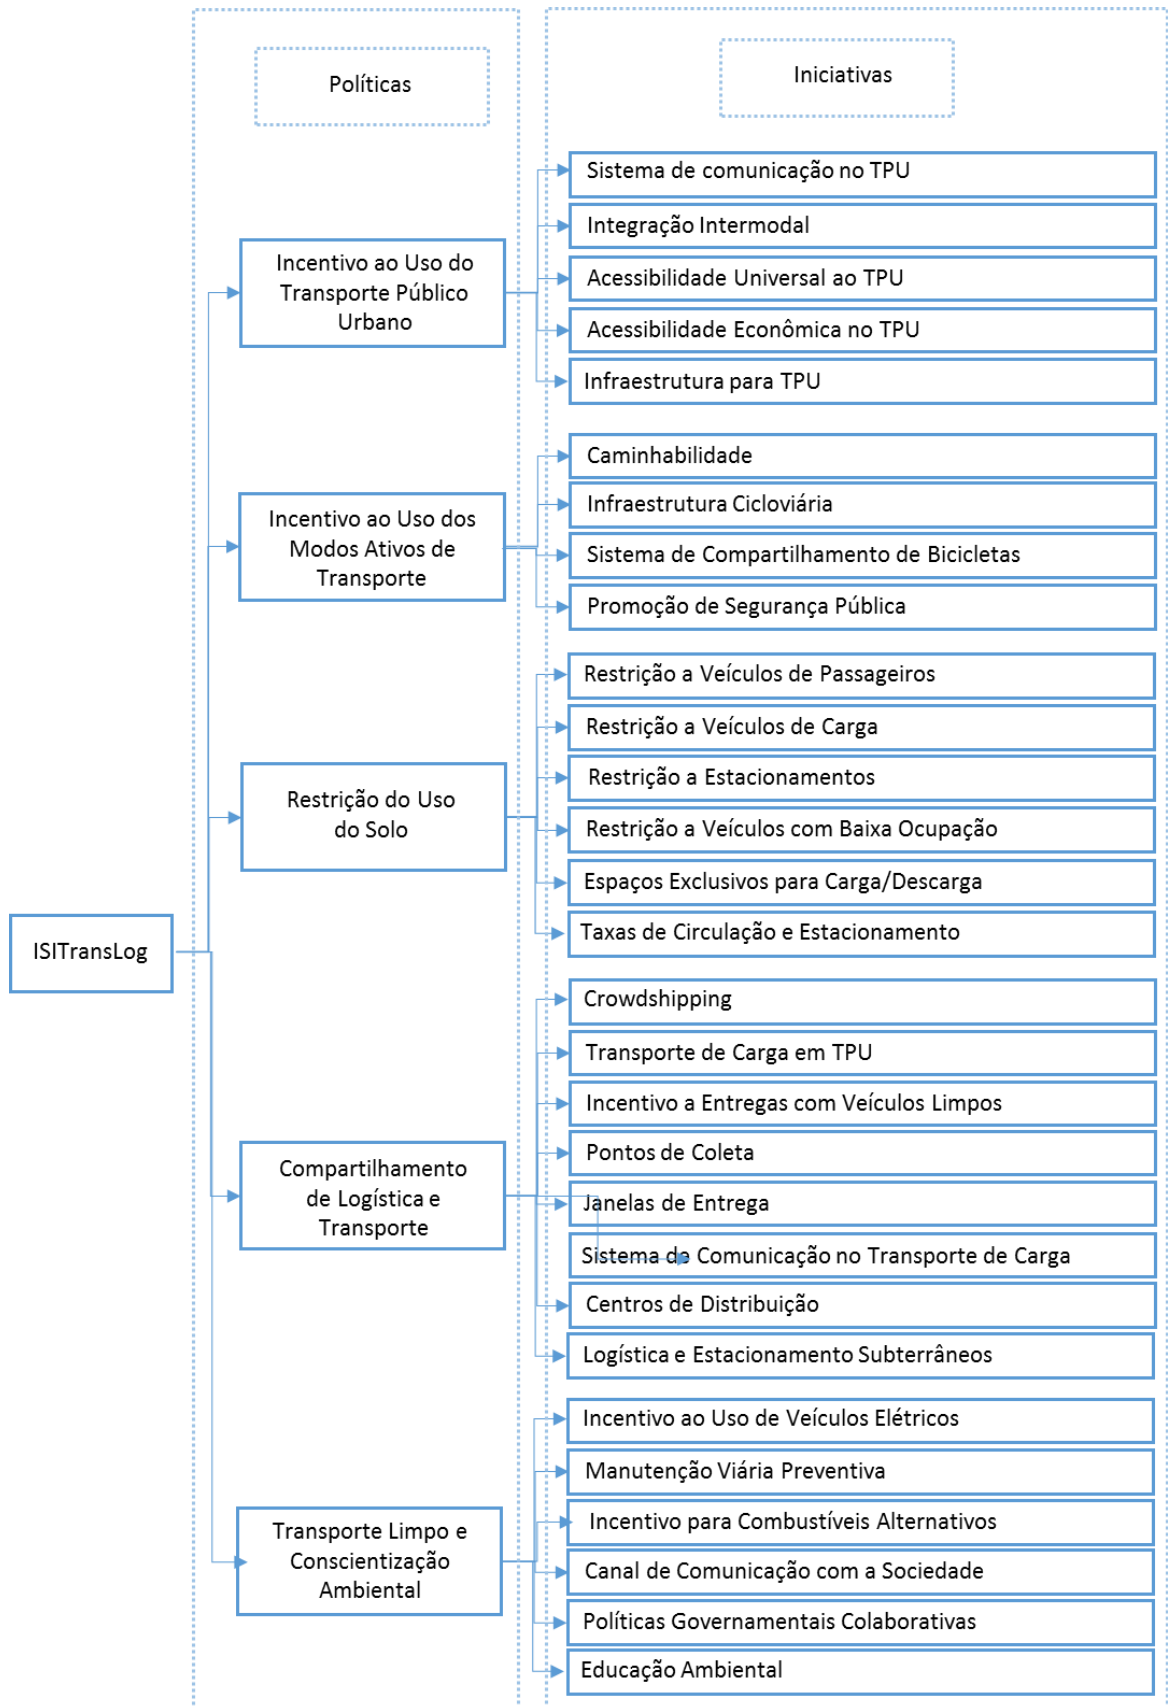 Políticas
Iniciativas
Incentivo ao Uso do
Transporte Público
Urbano
Sistema de comunicação no TPU
Integração Intermodal
Acessibilidade Universal ao TPU
Acessibilidade Econômica no TPU
Infraestrutura para TPU
Incentivo ao Uso dos
Modos Ativos de
Transporte
Caminhabilidade
Infraestrutura Cicloviária
Sistema de Compartilhamento de Bicicletas
Promoção de Segurança Pública
Restrição do Uso
do Solo
Restrição a Veículos de Passageiros
Restrição a Veículos de Carga
Restrição a Estacionamentos
Restrição a Veículos com Baixa Ocupação
Espaços Exclusivos para Carga/Descarga
Taxas de Circulação e Estacionamento
ISITransLog
Compartilhamento
de Logística e
Transporte
Crowdshipping
Transporte de Carga em TPU
Incentivo a Entregas com Veículos Limpos
Pontos de Coleta
Janelas de Entrega
Sistema de Comunicação no Transporte de Carga
Centros de Distribuição
Logística e Estacionamento Subterrâneos
Transporte Limpo e
Conscientização
Ambiental
Incentivo ao Uso de Veículos Elétricos
Manutenção Viária Preventiva
Incentivo para Combustíveis Alternativos
Canal de Comunicação com a Sociedade
Políticas Governamentais Colaborativas
Educação Ambiental